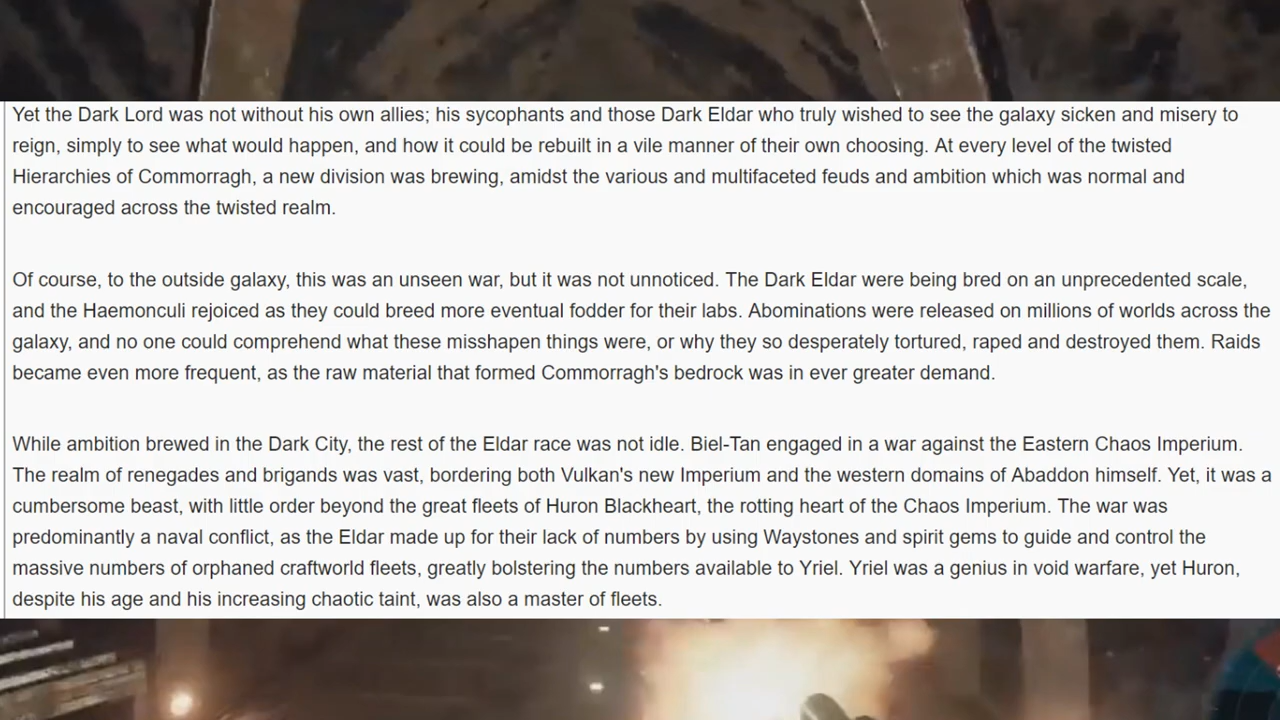 Yet the Dark Lord was not without his own allies; his sycophants and those Dark Eldar who truly wished to see the galaxy sicken and misery to
reign, simply to see what would happen, and how it could be rebuilt in a vile manner of their own choosing. At every level of the twisted
Hierarchies of Commorragh, a new division was brewing, amidst the various and multifaceted feuds and ambition which was normal and
encouraged across the twisted realm.
Of course, to the outside galaxy, this was an unseen war, but it was not unnoticed. The Dark Eldar were being bred on an unprecedented scale,
and the Haemonculi rejoiced as they could breed more eventual fodder for their labs. Abominations were released on millions of worlds across the
galaxy, and no one could comprehend what these misshapen things were, or why they so desperately tortured, raped and destroyed them. Raids
became even more frequent, as the raw material that formed Commorragh's bedrock was in ever greater demand.
While ambition brewed in the Dark City, the rest of the Eldar race was not idle. Biel-Tan engaged in a war against the Eastern Chaos Imperium.
The realm of renegades and brigands was vast, bordering both Vulkan's new Imperium and the western domains of Abaddon himself. Yet, it was a
cumbersome beast, with little order beyond the great fleets of Huron Blackheart, the rotting heart of the Chaos Imperium. The war was
predominantly a naval conflict, as the Eldar made up for their lack of numbers by using Waystones and spirit gems to guide and control the
massive numbers of orphaned craftworld fleets, greatly bolstering the numbers available to Yriel. Yriel was a genius in void warfare, yet Huron,
despite his age and his increasing chaotic taint, was also a master of fleets.